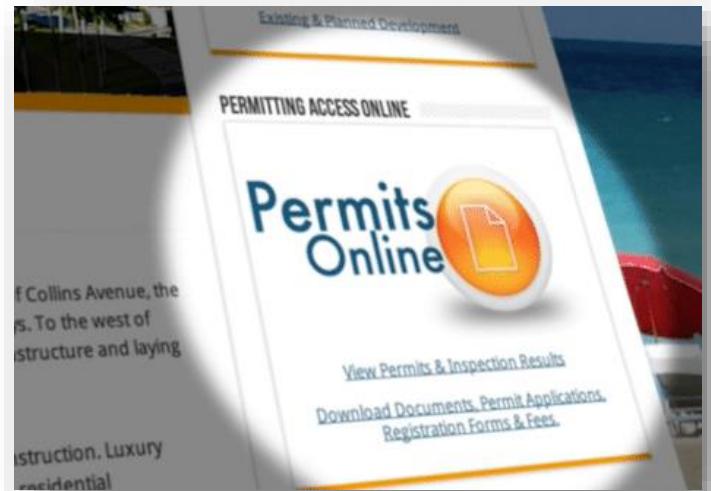 Existing & Planned Development
PERMITTING ACCESS ONLINE
Permits
Online
View Permits & Inspection Results
Download Documents, Permit Applications,
Registration Forms & Fees.
f Collins Avenue, the
ys. To the west of
astructure and laying
nstruction. Luxury
residential